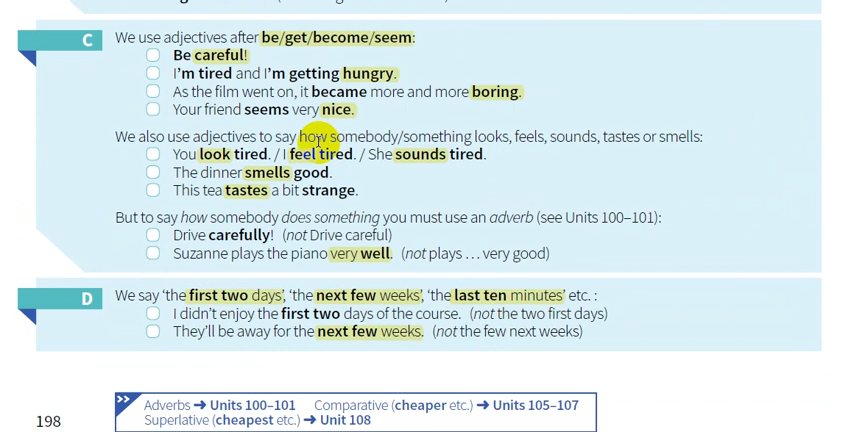 C
We use adjectives after be/get/become/seem:
Be careful!
I'm tired and I'm getting hungry.
As the film went on, it became more and more boring.
Your friend seems very nice.
We also use adjectives to say how somebody/something looks, feels, sounds, tastes or smells:
You look tired. / I feel tired. / She sounds tired.
The dinner smells good.
This tea tastes a bit strange.
But to say how somebody does something you must use an adverb (see Units 100–101):
Drive carefully! (not Drive careful)
Suzanne plays the piano very well. (not plays … very good)
D
We say 'the first two days', 'the next few weeks', 'the last ten minutes' etc. :
I didn't enjoy the first two days of the course. (not the two first days)
They'll be away for the next few weeks. (not the few next weeks)
198
Adverbs ➜ Units 100–101 Comparative (cheaper etc.) ➜ Units 105–107
Superlative (cheapest etc.) ➜ Unit 108